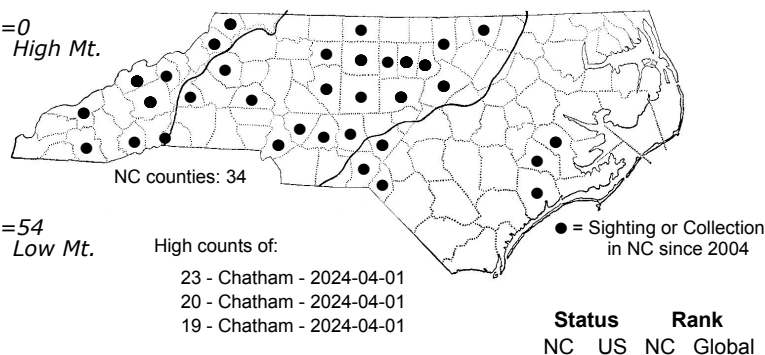 =0
High Mt.
NC counties: 34
=54
Low Mt.
High counts of:
23 - Chatham - 2024-04-01
20 - Chatham - 2024-04-01
19 - Chatham - 2024-04-01
● = Sighting or Collection
in NC since 2004
Status Rank
NC US NC Global